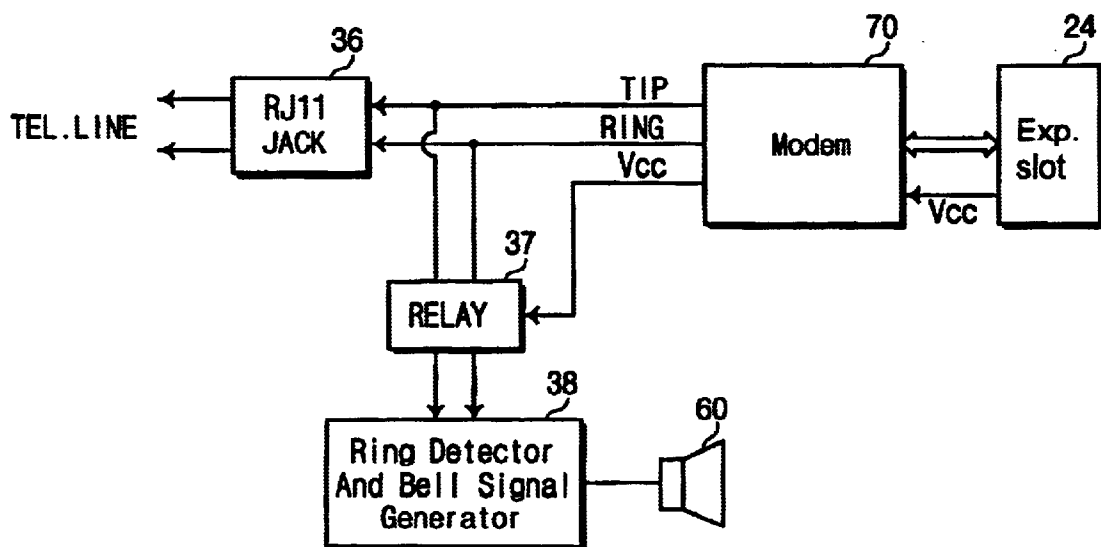 36
70
24
TEL.LINE
RJ11
JACK
TIP
RING
Vcc
Modem
Exp.
slot
Vcc
37
RELAY
38
60
Ring Detector
And Bell Signal
Generator